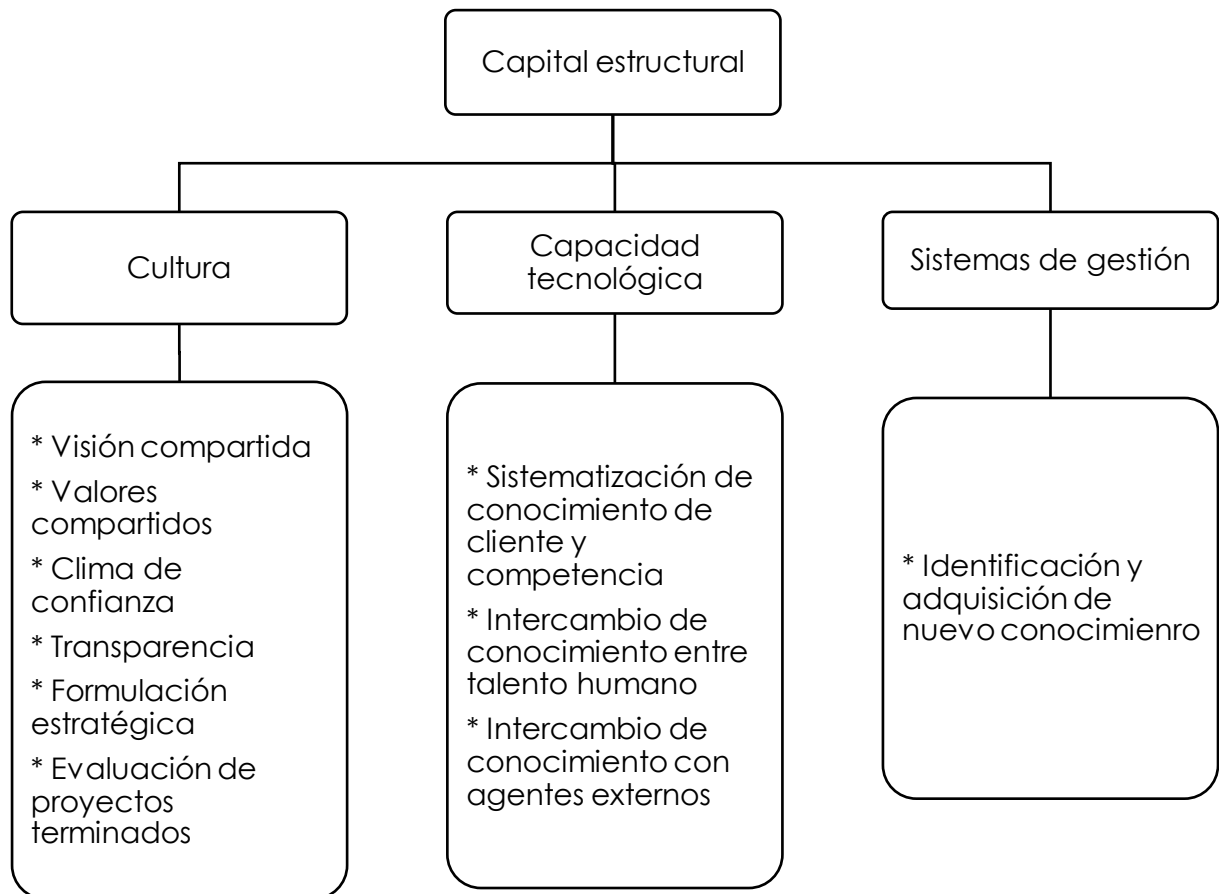 Capital estructural
Cultura
Capacidad
tecnológica
Sistemas de gestión
* Visión compartida
* Valores
compartidos
* Clima de
confianza
* Transparencia
* Formulación
estratégica
* Evaluación de
proyectos
terminados
* Sistematización de
conocimiento de
cliente y
competencia
* Intercambio de
conocimiento entre
talento humano
* Intercambio de
conocimiento con
agentes externos
* Identificación y
adquisición de
nuevo conocimienro